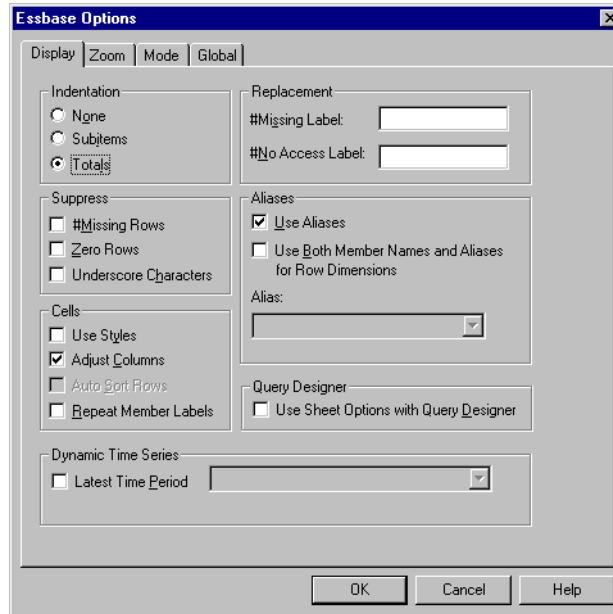 Essbase Options
Display Zoom Mode Global
Indentation
None
Subitems
Totals
Replacement
#Missing Label:
#No Access Label:
Suppress
#Missing Rows
Zero Rows
Underscore Characters
Aliases
Use Aliases
Use Both Member Names and Aliases
for Row Dimensions
Alias:
Cells
Use Styles
Adjust Columns
Auto Sort Rows
Repeat Member Labels
Query Designer
Use Sheet Options with Query Designer
Dynamic Time Series
Latest Time Period
OK Cancel Help